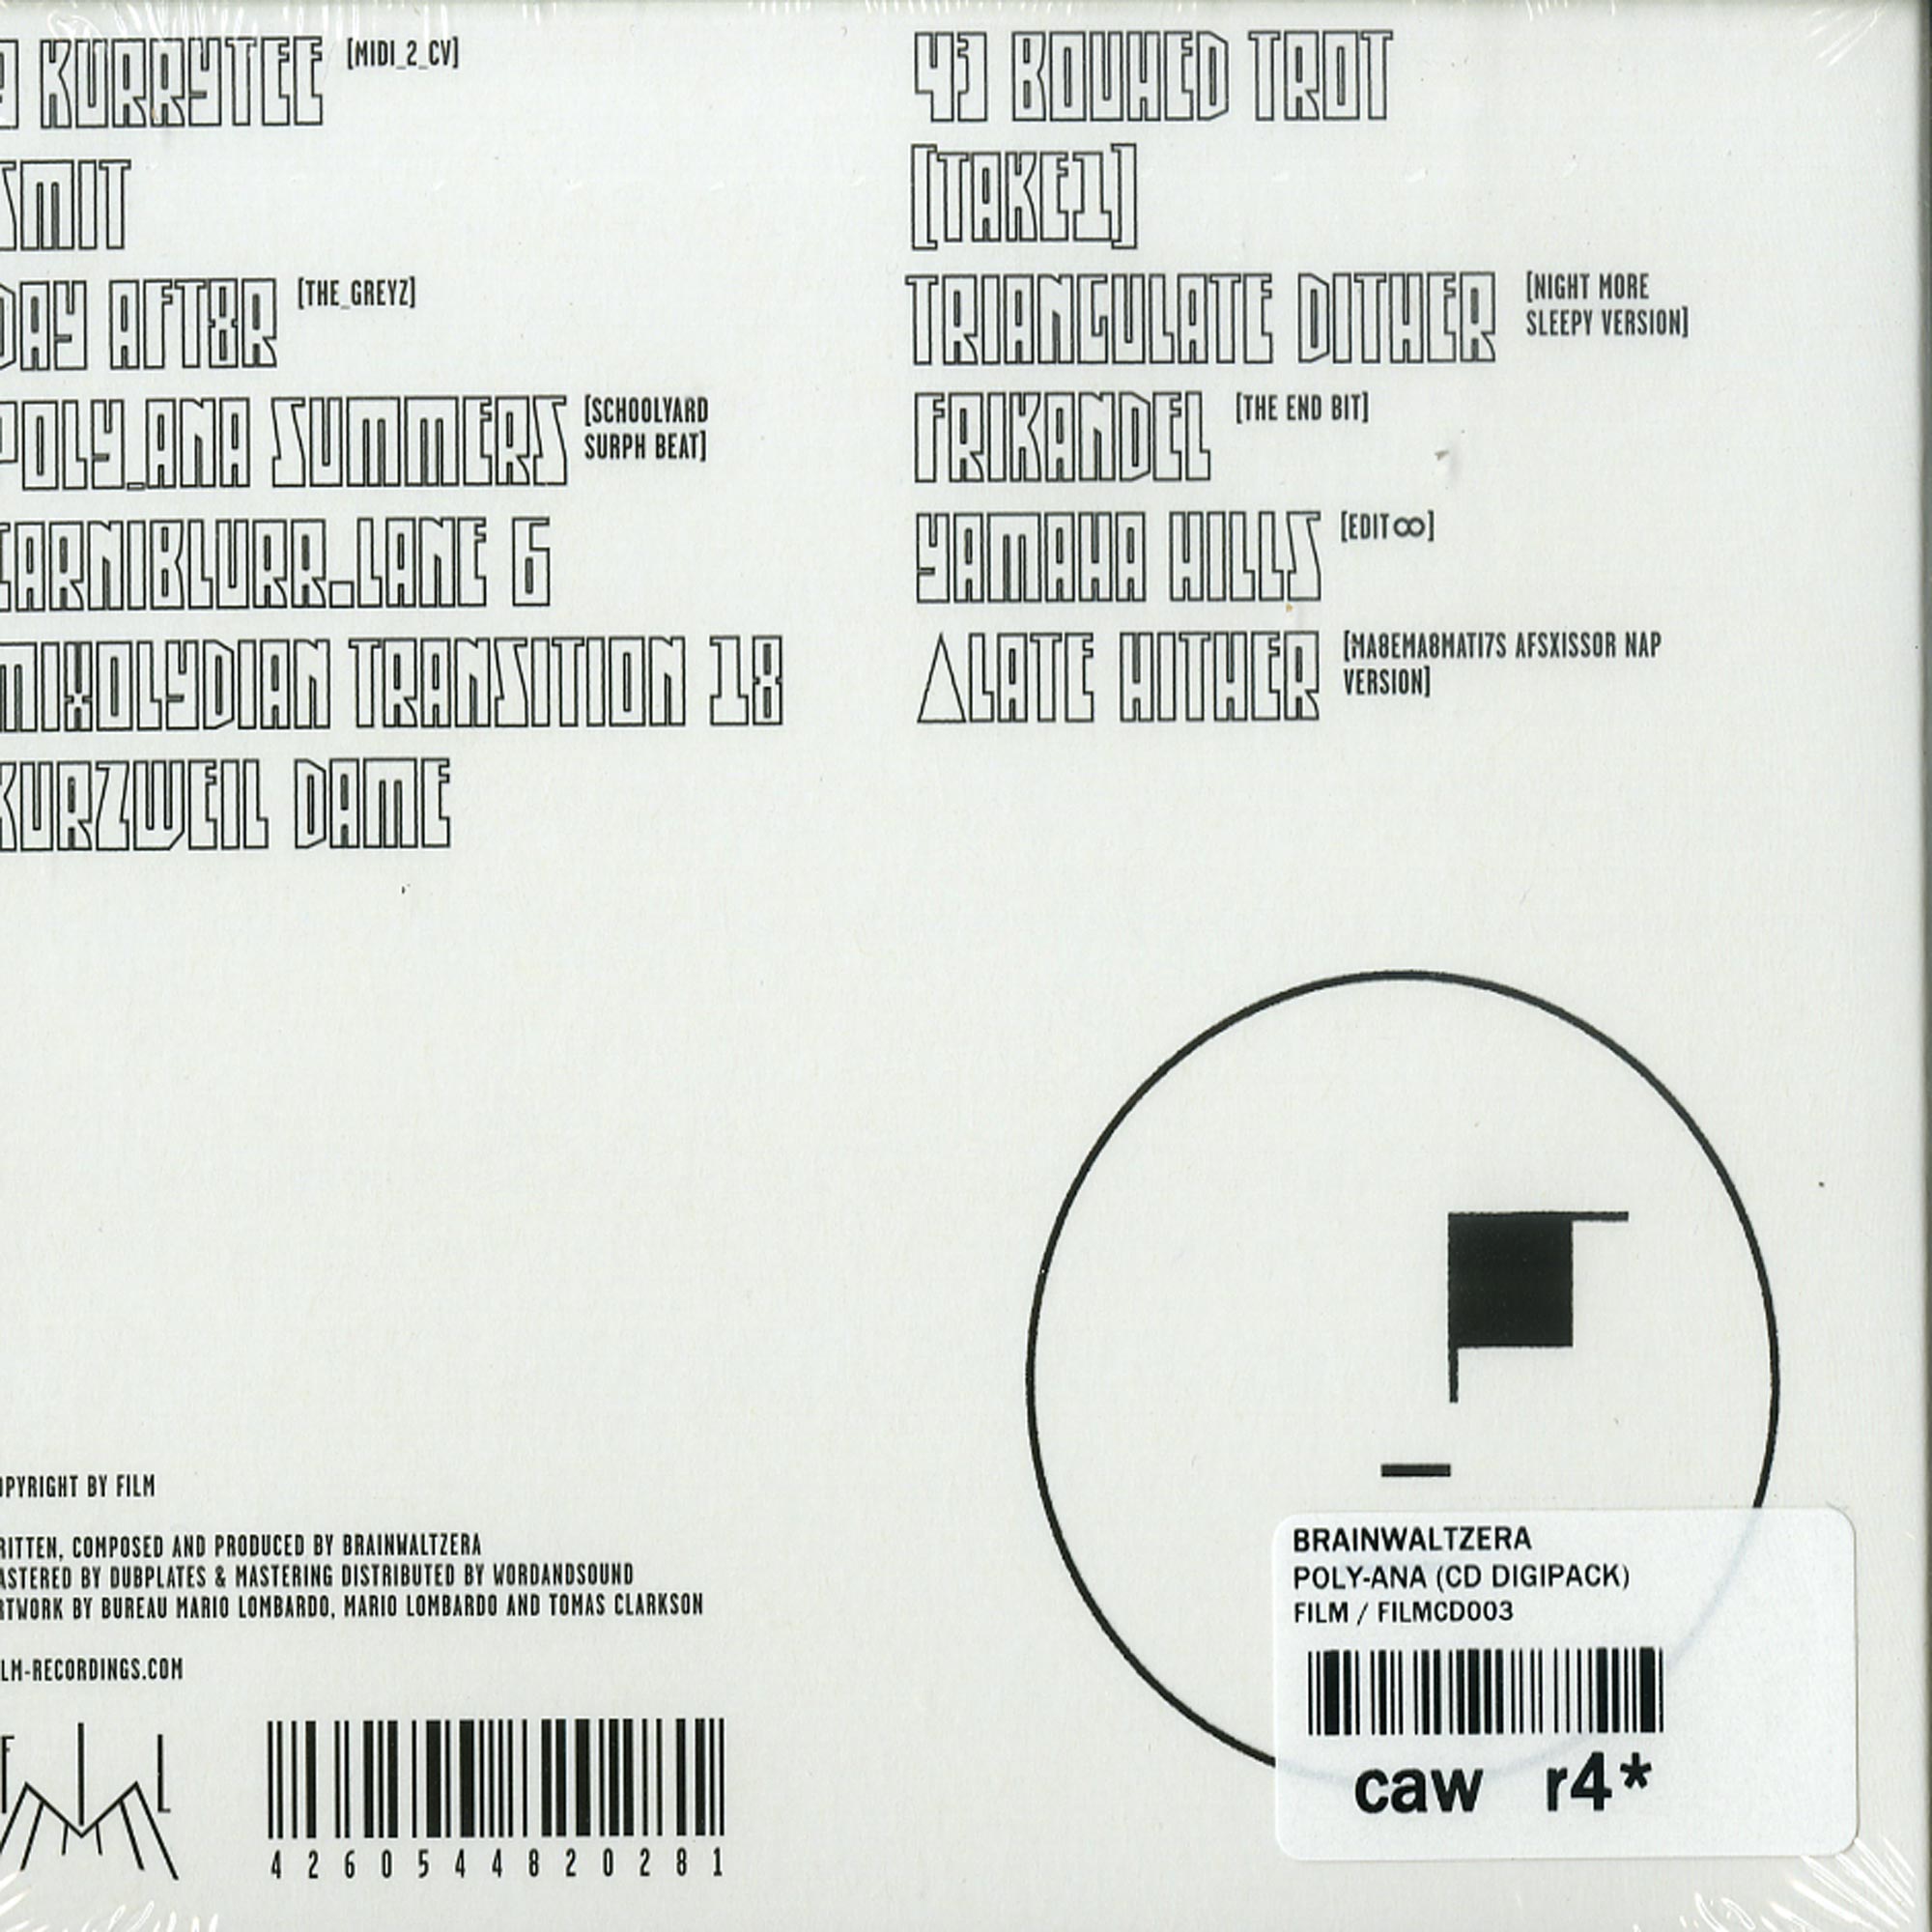 KURRYTEE [MIDI_2_CV]
SMIT
DAY AFT8R [THE_GREYZ]
POLY_ANA SUMMERS [SCHOOLYARD
SURPH BEAT]
EARNIBLURR.LANE 6
MIXOLYDIAN TRANSITION 18
KURZWEIL DAME
BOUHED TROT
[TAKE1]
TRIANGULATE DITHER [NIGHT MORE
SLEEPY VERSION]
FRIKANDEL [THE END BIT]
YAMAHA HILLS [EDIT∞]
△LATE HITHER [MA8EMA8MATI7S AFSXISSOR NAP
VERSION]
OPYRIGHT BY FILM
RITTEN, COMPOSED AND PRODUCED BY BRAINWALTZERA
ASTERED BY DUBPLATES & MASTERING DISTRIBUTED BY WORDANDSOUND
RTWORK BY BUREAU MARIO LOMBARDO, MARIO LOMBARDO AND TOMAS CLARKSON
LM-RECORDINGS.COM
F I L
M
4260544820281
BRAINWALTZERA
POLY-ANA (CD DIGIPACK)
FILM / FILMCD003
caw r4*